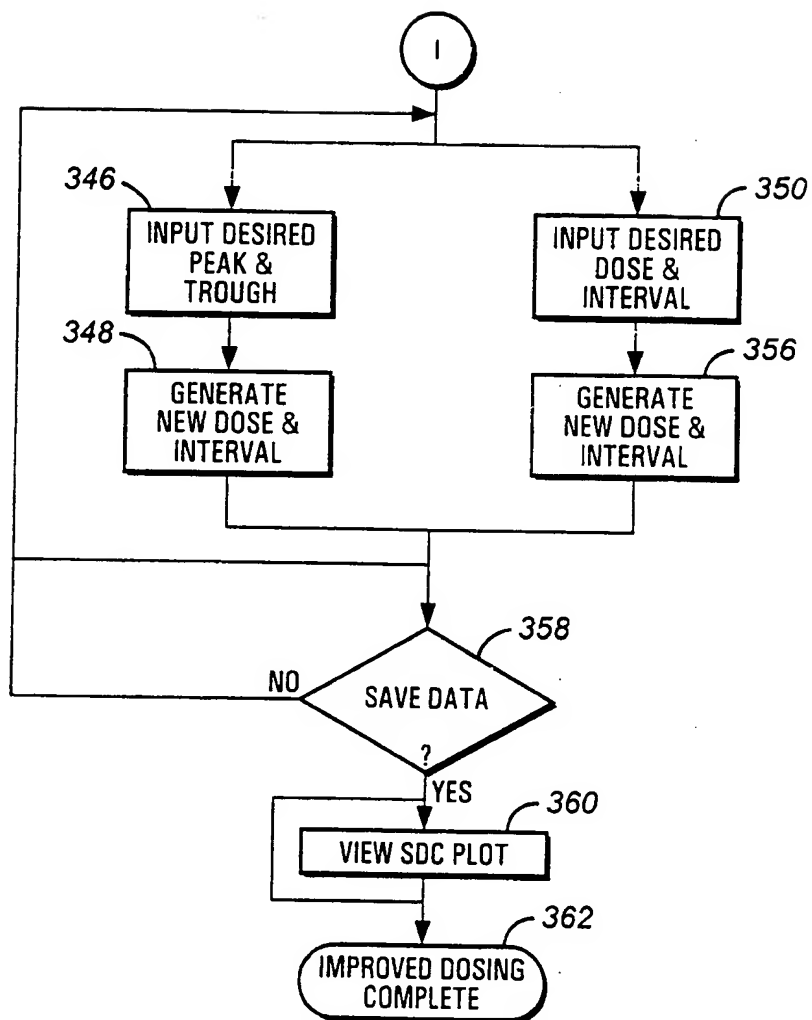 I
346
350
INPUT DESIRED
PEAK &
TROUGH
INPUT DESIRED
DOSE &
INTERVAL
348
356
GENERATE
NEW DOSE &
INTERVAL
GENERATE
NEW DOSE &
INTERVAL
358
NO
SAVE DATA
?
YES
360
VIEW SDC PLOT
362
IMPROVED DOSING
COMPLETE